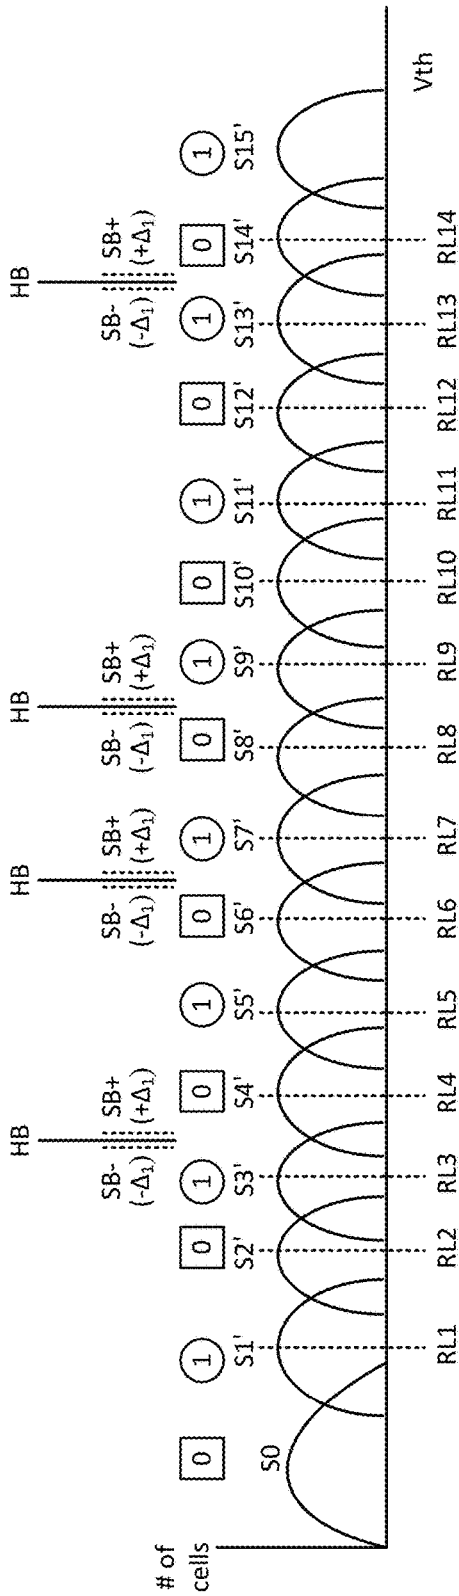 HB HB HB HB
SB- SB+ SB- SB+ SB- SB+ SB- SB+
(-Δ₁) (+Δ₁) (-Δ₁) (+Δ₁) (-Δ₁) (+Δ₁) (-Δ₁) (+Δ₁)
# of
cells
0 1 0 1 0 1 0 1 0 1 0 1 0 1 0 1
S0 S1' S2' S3' S4' S5' S6' S7' S8' S9' S10' S11' S12' S13' S14' S15'
Vth
RL1 RL2 RL3 RL4 RL5 RL6 RL7 RL8 RL9 RL10 RL11 RL12 RL13 RL14